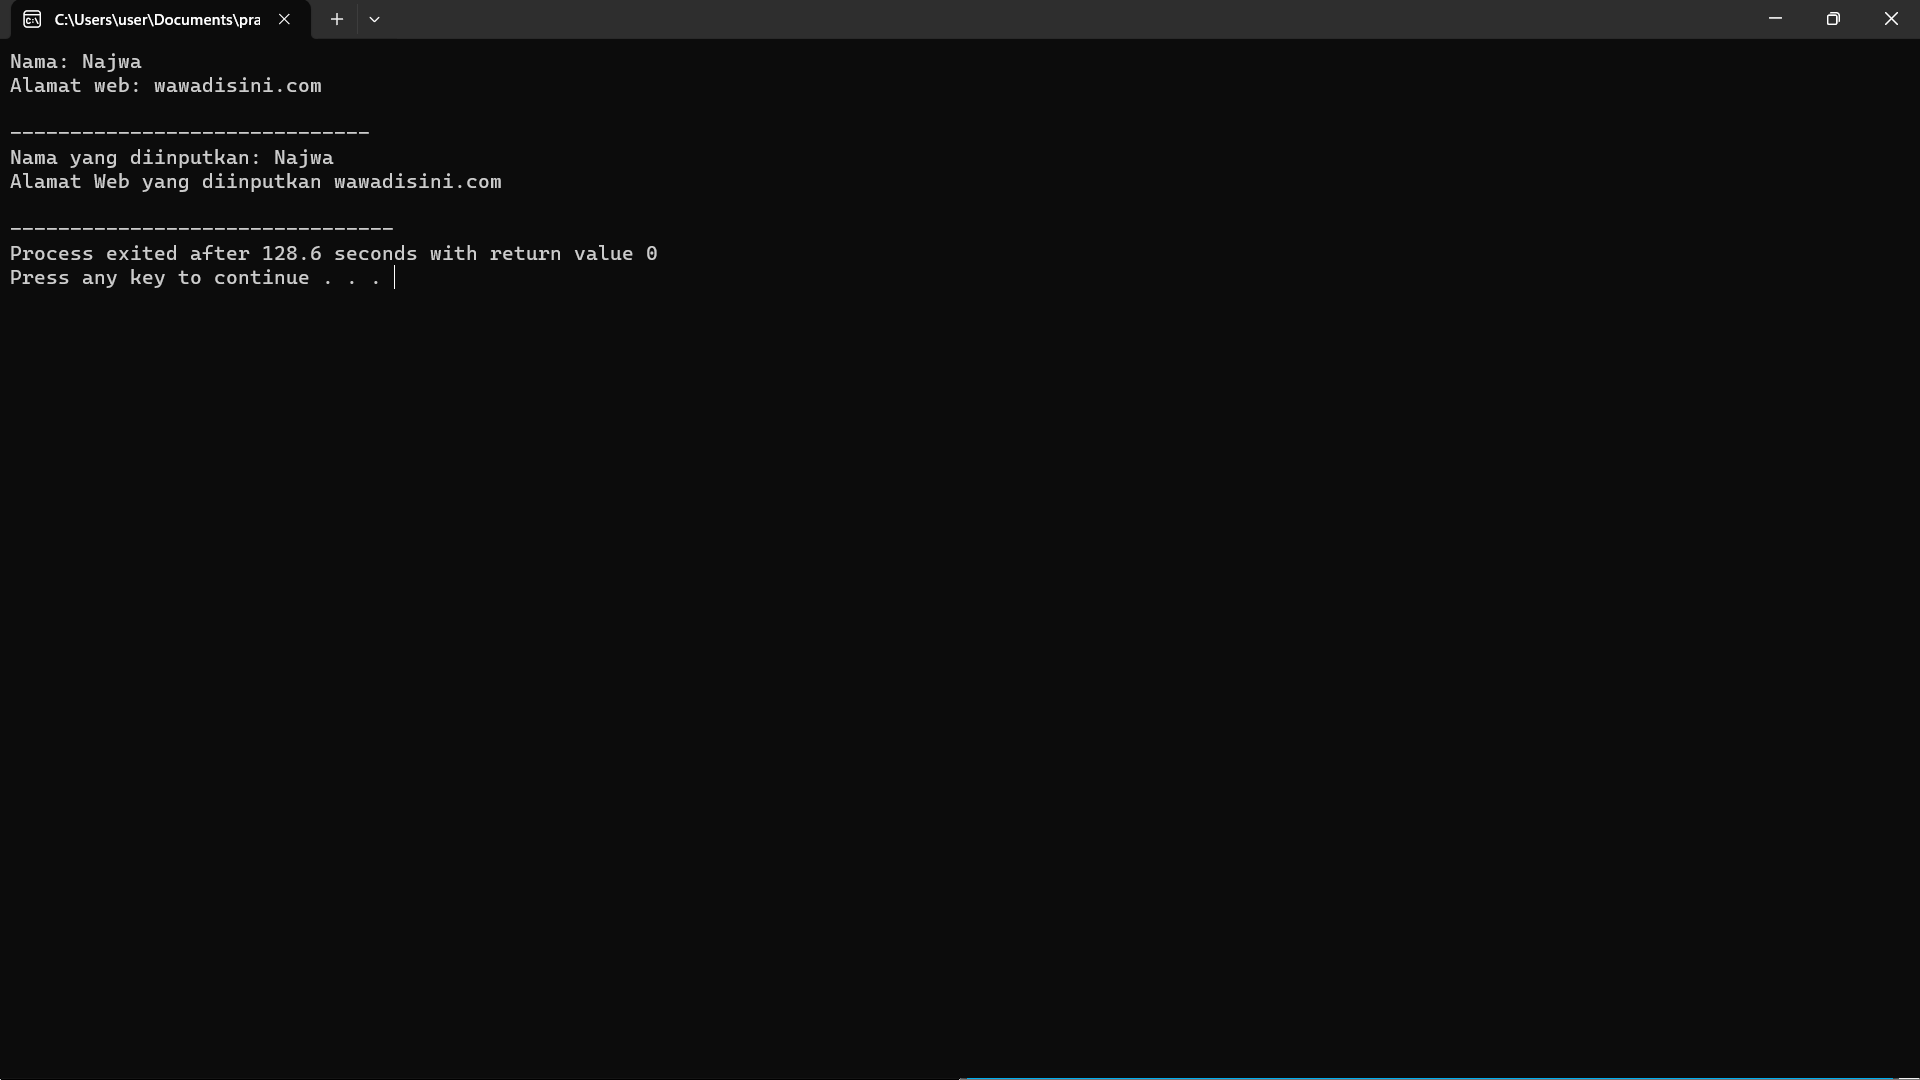 C:\Users\user\Documents\pra
Nama: Najwa
Alamat web: wawadisini.com
------------------------------
Nama yang diinputkan: Najwa
Alamat Web yang diinputkan wawadisini.com
--------------------------------
Process exited after 128.6 seconds with return value 0
Press any key to continue . . .